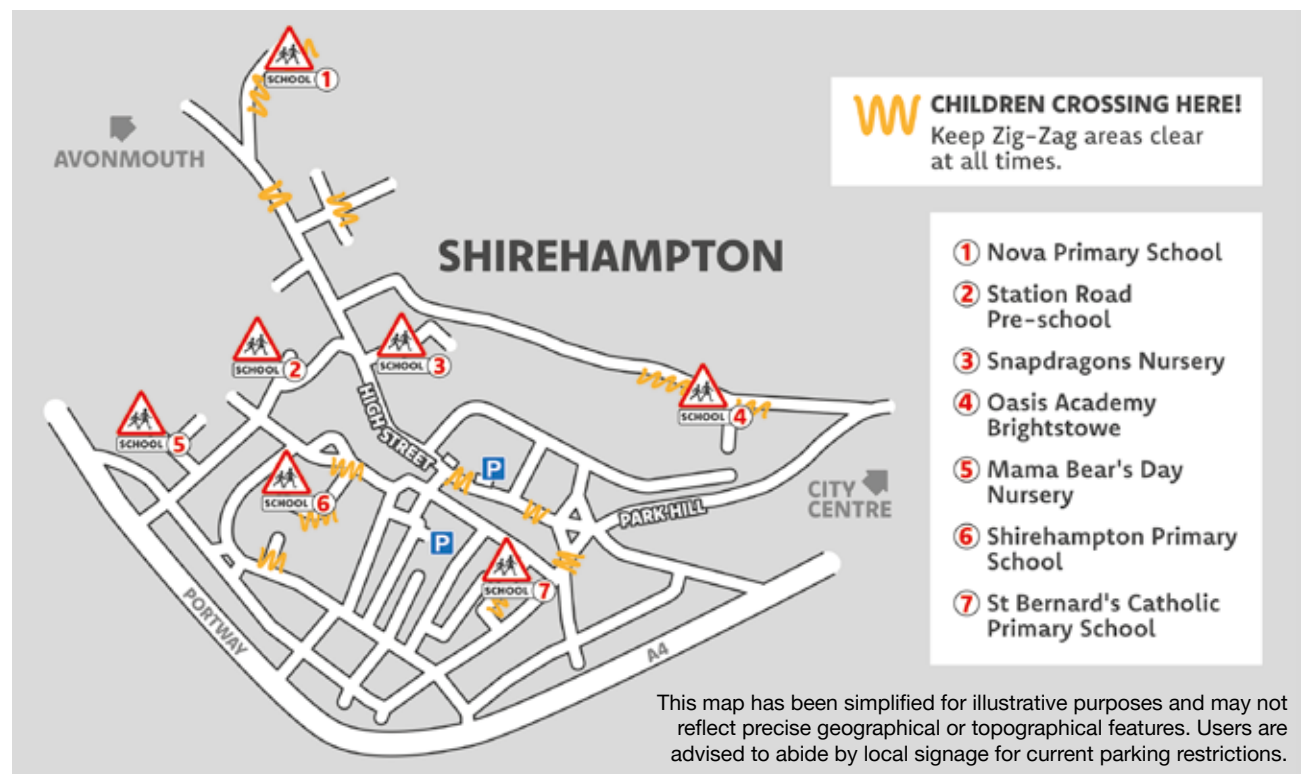 SCHOOL 1
AVONMOUTH
CHILDREN CROSSING HERE!
Keep Zig-Zag areas clear
at all times.
SHIREHAMPTON
1 Nova Primary School
2 Station Road
Pre-school
3 Snapdragons Nursery
4 Oasis Academy
Brightstowe
5 Mama Bear's Day
Nursery
6 Shirehampton Primary
School
7 St Bernard's Catholic
Primary School
SCHOOL 2
SCHOOL 3
SCHOOL 4
SCHOOL 5
HIGH STREET
P
SCHOOL 6
CITY
CENTRE
PARK HILL
P
SCHOOL 7
PORTWAY
A4
This map has been simplified for illustrative purposes and may not
reflect precise geographical or topographical features. Users are
advised to abide by local signage for current parking restrictions.